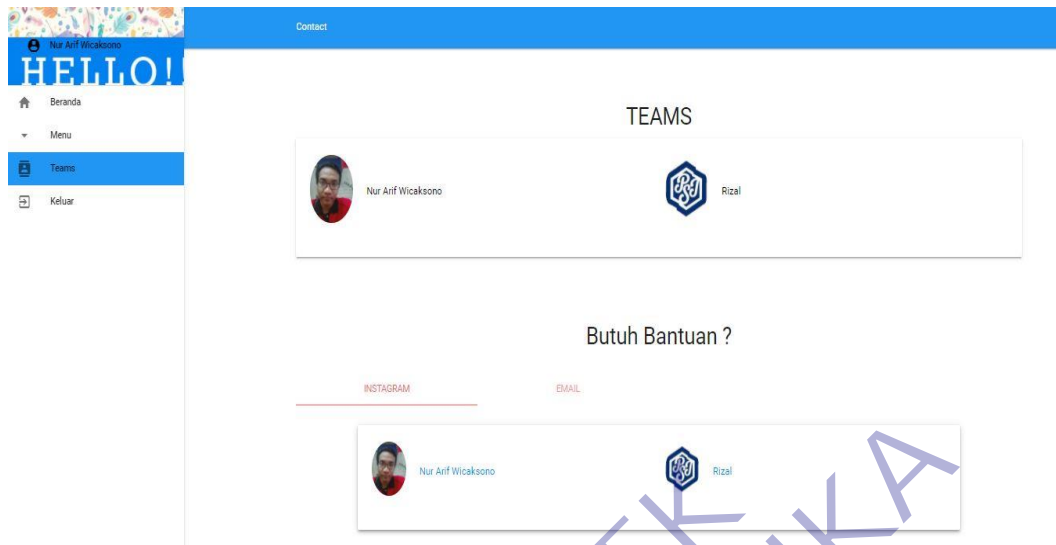 Contact
Nur Arif Wicaksono
HELLO!!
Beranda
Menu
Teams
Keluar
TEAMS
Nur Arif Wicaksono
Rizal
Butuh Bantuan ?
INSTAGRAM
EMAIL
Nur Arif Wicaksono
Rizal